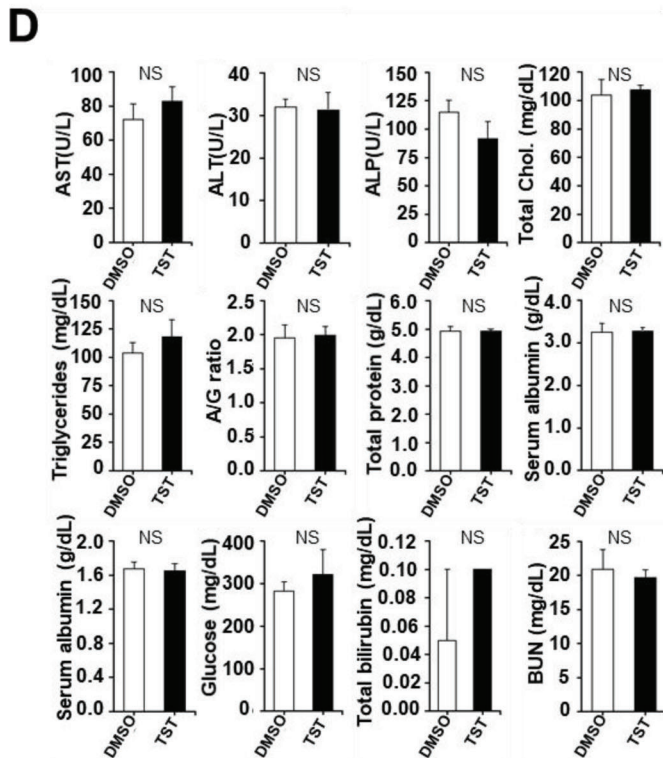 D
AST(U/L)
NS
100
80
60
40
20
0
DMSO
TST
ALT(U/L)
NS
40
30
20
10
0
DMSO
TST
ALP(U/L)
NS
150
125
100
75
50
25
0
DMSO
TST
Total Chol. (mg/dL)
NS
120
100
80
60
40
20
0
DMSO
TST
Triglycerides (mg/dL)
NS
150
125
100
75
50
25
0
DMSO
TST
A/G ratio
NS
2.5
2.0
1.5
1.0
0.5
0.0
DMSO
TST
Total protein (g/dL)
NS
6.0
5.0
4.0
3.0
2.0
1.0
0.0
DMSO
TST
Serum albumin (g/dL)
NS
4.0
3.0
2.0
1.0
0.0
DMSO
TST
Serum albumin (g/dL)
NS
2.0
1.6
1.2
0.8
0.4
0.0
DMSO
TST
Glucose (mg/dL)
NS
400
300
200
100
0
DMSO
TST
Total bilirubin (mg/dL)
NS
0.12
0.10
0.08
0.06
0.04
0.02
0.00
DMSO
TST
BUN (mg/dL)
NS
25
20
15
10
5
0
DMSO
TST